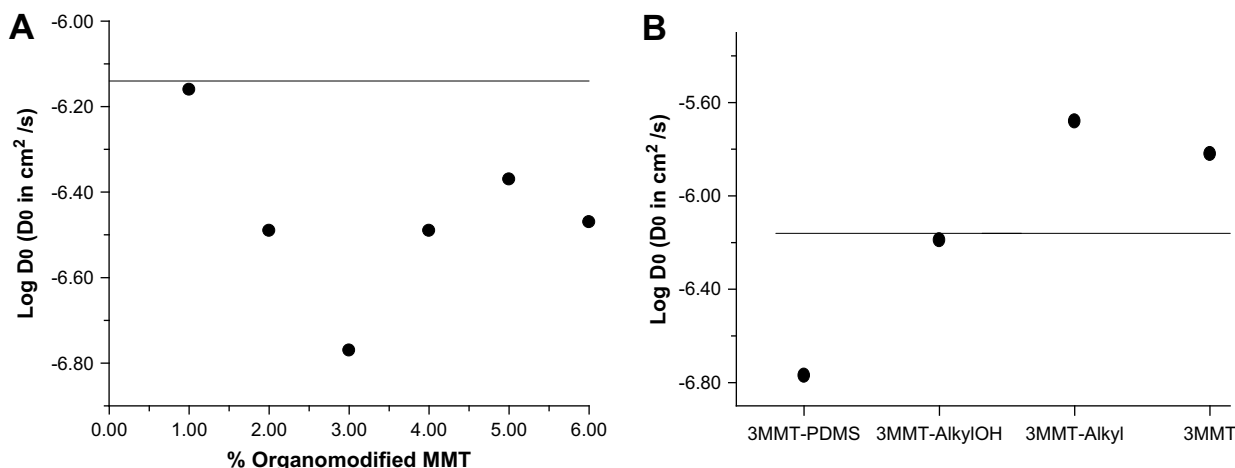 A
Log D0 (D0 in cm2 /s)
-6.00
-6.20
-6.40
-6.60
-6.80
0.00 1.00 2.00 3.00 4.00 5.00 6.00
% Organomodified MMT
B
Log D0 (D0 in cm2 /s)
-5.60
-6.00
-6.40
-6.80
3MMT-PDMS 3MMT-AlkylOH 3MMT-Alkyl 3MMT